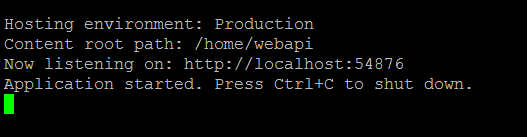 Hosting environment: Production
Content root path: /home/webapi
Now listening on: http://localhost:54876
Application started. Press Ctrl+C to shut down.